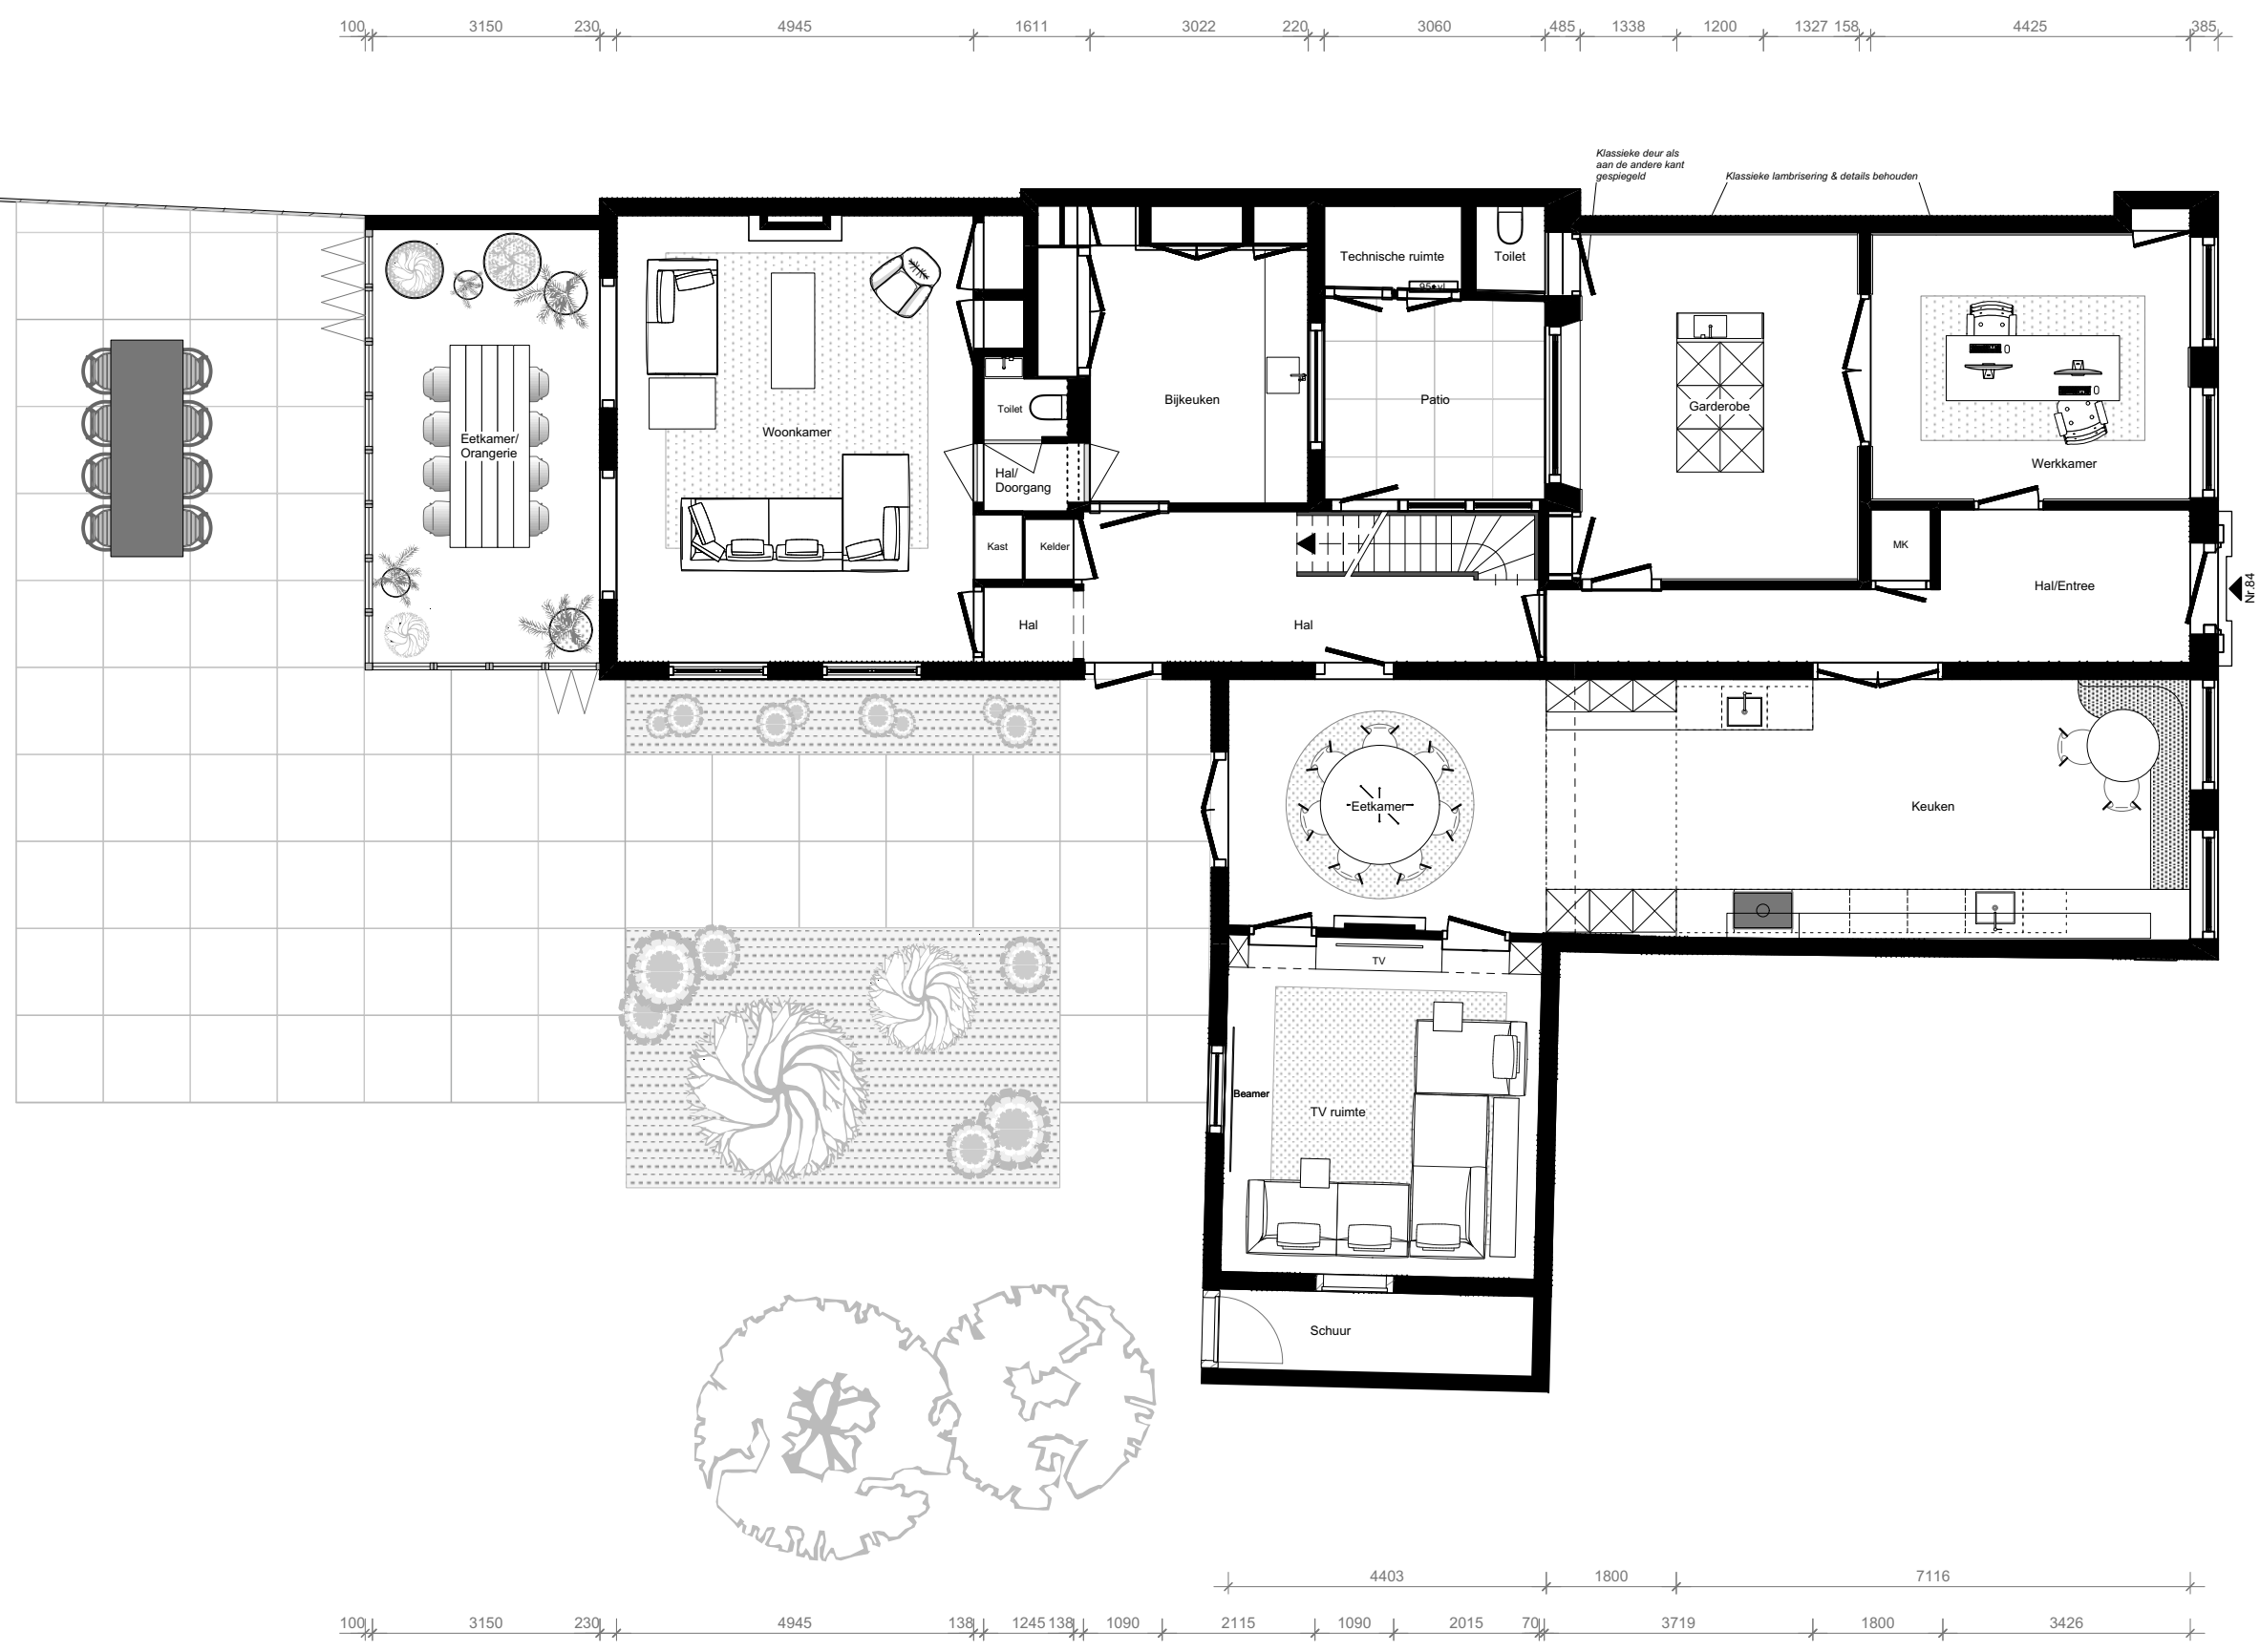 100 3150 230 4945 1611 3022 220 3060 485 1338 1200 1327 158 4425 385
Klassieke deur als
aan de andere kant
gespiegeld
Klassieke lambrisering & details behouden
Technische ruimte
Toilet
Eetkamer/
Orangerie
Woonkamer
Toilet
Hal/
Doorgang
Bijkeuken
Patio
Garderobe
Werkkamer
Kast
Kelder
MK
Hal/Entree
Nr.84
Hal
Hal
Eetkamer
Keuken
TV
Beamer
TV ruimte
Schuur
4403 1800 7116
100 3150 230 4945 138 1245 138 1090 2115 1090 2015 70 3719 1800 3426